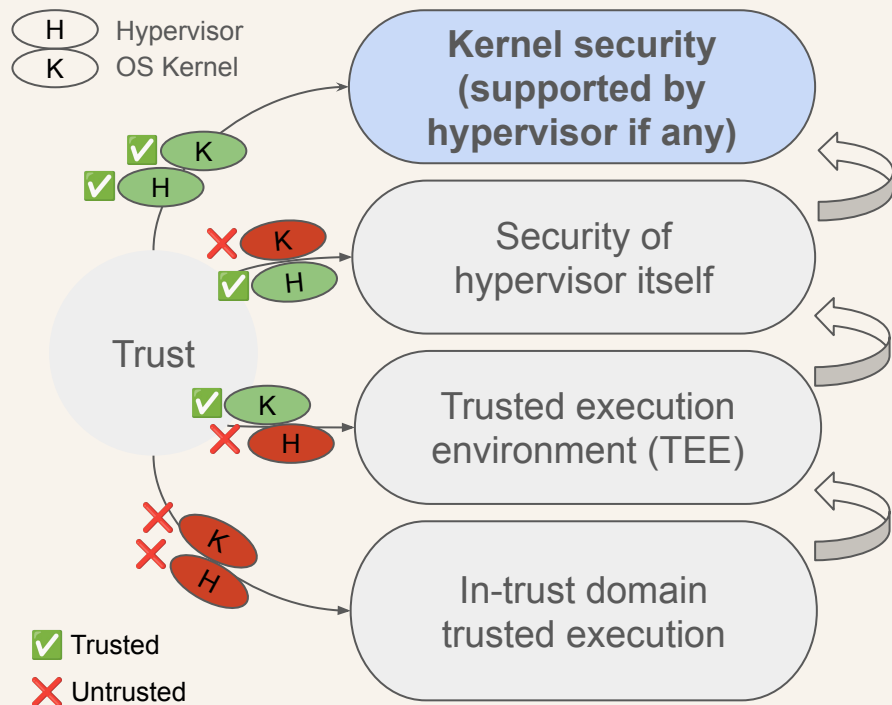 H Hypervisor
K OS Kernel
Kernel security
(supported by
hypervisor if any)
K
H
K
H
Security of
hypervisor itself
Trust
K
H
Trusted execution
environment (TEE)
K
H
In-trust domain
trusted execution
Trusted
Untrusted